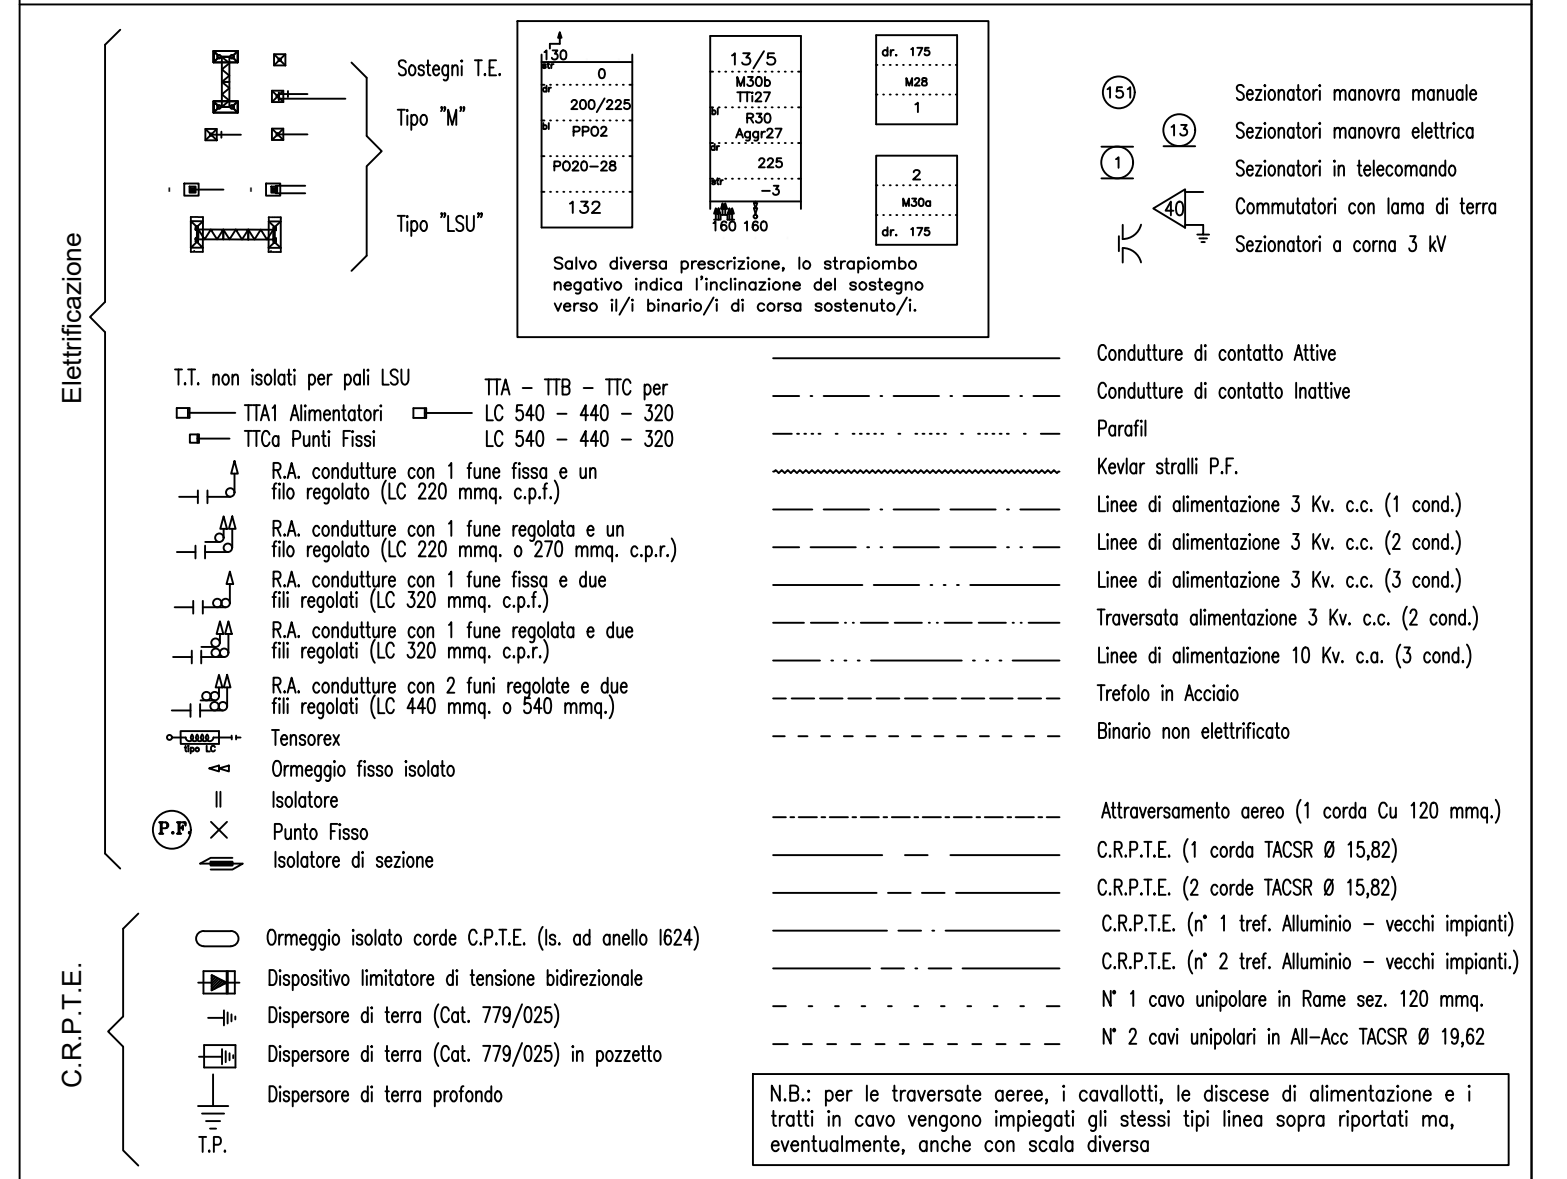 Elettrificazione
Sostegni T.E.
Tipo "M"
Tipo "LSU"
130
str
0
dr
200/225
bl
PP02
P020-28
132
13/5
M30b
TTi27
bl
R30
Aggr27
dr
225
str
-3
160 160
dr. 175
M28
1
2
M30a
dr. 175
Salvo diversa prescrizione, lo strapiombo
negativo indica l'inclinazione del sostegno
verso il/i binario/i di corsa sostenuto/i.
151
Sezionatori manovra manuale
13
Sezionatori manovra elettrica
1
Sezionatori in telecomando
40
Commutatori con lama di terra
Sezionatori a corna 3 kV
T.T. non isolati per pali LSU
TTA - TTB - TTC per
TTA1 Alimentatori
LC 540 - 440 - 320
TTCa Punti Fissi
LC 540 - 440 - 320
R.A. condutture con 1 fune fissa e un
filo regolato (LC 220 mmq. c.p.f.)
R.A. condutture con 1 fune regolata e un
filo regolato (LC 220 mmq. o 270 mmq. c.p.r.)
R.A. condutture con 1 fune fissa e due
fili regolati (LC 320 mmq. c.p.f.)
R.A. condutture con 1 fune regolata e due
fili regolati (LC 320 mmq. c.p.r.)
R.A. condutture con 2 funi regolate e due
fili regolati (LC 440 mmq. o 540 mmq.)
tipo LC
Tensorex
Ormeggio fisso isolato
Isolatore
P.F.
Punto Fisso
Isolatore di sezione
Condutture di contatto Attive
Condutture di contatto Inattive
Parafil
Kevlar stralli P.F.
Linee di alimentazione 3 Kv. c.c. (1 cond.)
Linee di alimentazione 3 Kv. c.c. (2 cond.)
Linee di alimentazione 3 Kv. c.c. (3 cond.)
Traversata alimentazione 3 Kv. c.c. (2 cond.)
Linee di alimentazione 10 Kv. c.a. (3 cond.)
Trefolo in Acciaio
Binario non elettrificato
Attraversamento aereo (1 corda Cu 120 mmq.)
C.R.P.T.E. (1 corda TACSR Ø 15,82)
C.R.P.T.E. (2 corde TACSR Ø 15,82)
C.R.P.T.E. (n° 1 tref. Alluminio - vecchi impianti)
C.R.P.T.E. (n° 2 tref. Alluminio - vecchi impianti.)
N° 1 cavo unipolare in Rame sez. 120 mmq.
N° 2 cavi unipolari in All-Acc TACSR Ø 19,62
C.R.P.T.E.
Ormeggio isolato corde C.P.T.E. (Is. ad anello I624)
Dispositivo limitatore di tensione bidirezionale
Dispersore di terra (Cat. 779/025)
Dispersore di terra (Cat. 779/025) in pozzetto
Dispersore di terra profondo
T.P.
N.B.: per le traversate aeree, i cavallotti, le discese di alimentazione e i
tratti in cavo vengono impiegati gli stessi tipi linea sopra riportati ma,
eventualmente, anche con scala diversa